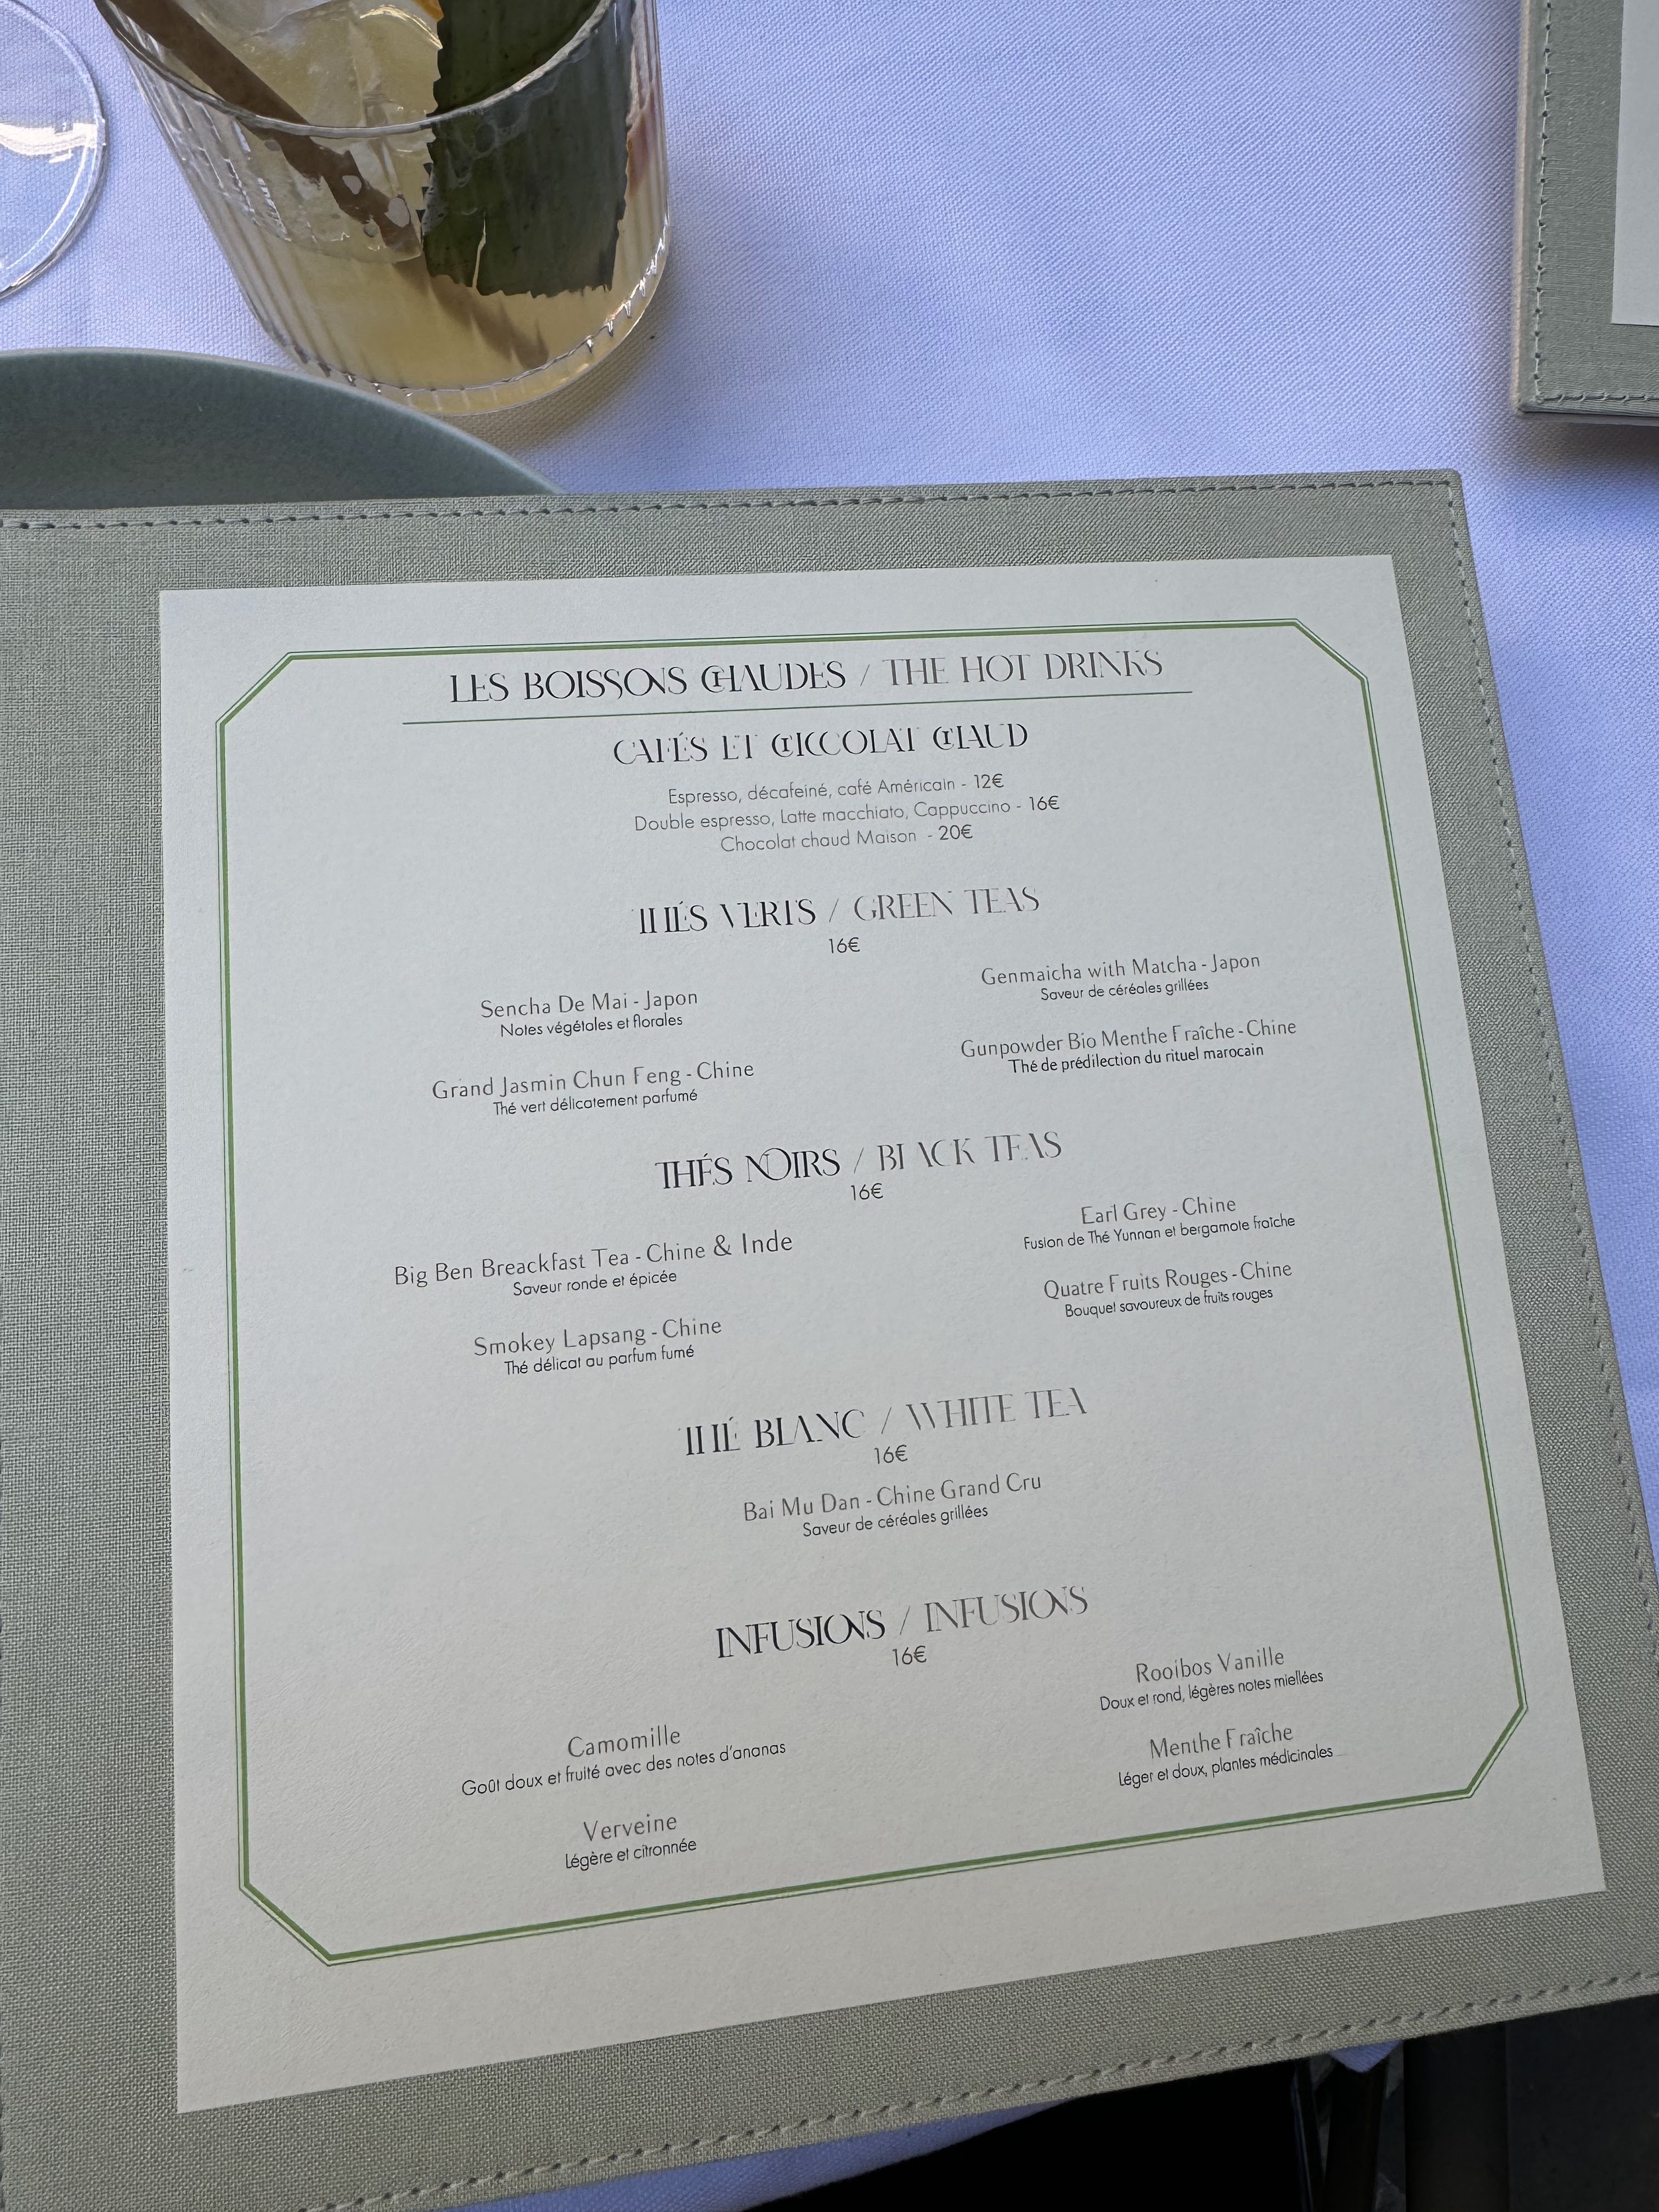 LES BOISSONS CHAUDES / THE HOT DRINKS
CAFÉS ET CHOCOLAT CHAUD
Espresso, décafeiné, café Américain - 12€
Double espresso, Latte macchiato, Cappuccino - 16€
Chocolat chaud Maison - 20€
THÉS VERTS / GREEN TEAS
16€
Sencha De Mai - Japon
Notes végétales et florales
Grand Jasmin Chun Feng - Chine
Thé vert délicatement parfumé
Genmaicha with Matcha - Japon
Saveur de céréales grillées
Gunpowder Bio Menthe Fraîche - Chine
Thé de prédilection du rituel marocain
THÉS NOIRS / BLACK TEAS
16€
Big Ben Breackfast Tea - Chine & Inde
Saveur ronde et épicée
Smokey Lapsang - Chine
Thé délicat au parfum fumé
Earl Grey - Chine
Fusion de Thé Yunnan et bergamote fraîche
Quatre Fruits Rouges - Chine
Bouquet savoureux de fruits rouges
THÉ BLANC / WHITE TEA
16€
Bai Mu Dan - Chine Grand Cru
Saveur de céréales grillées
INFUSIONS / INFUSIONS
16€
Camomille
Goût doux et fruité avec des notes d'ananas
Verveine
Légère et citronnée
Rooibos Vanille
Doux et rond, légères notes miellées
Menthe Fraîche
Léger et doux, plantes médicinales